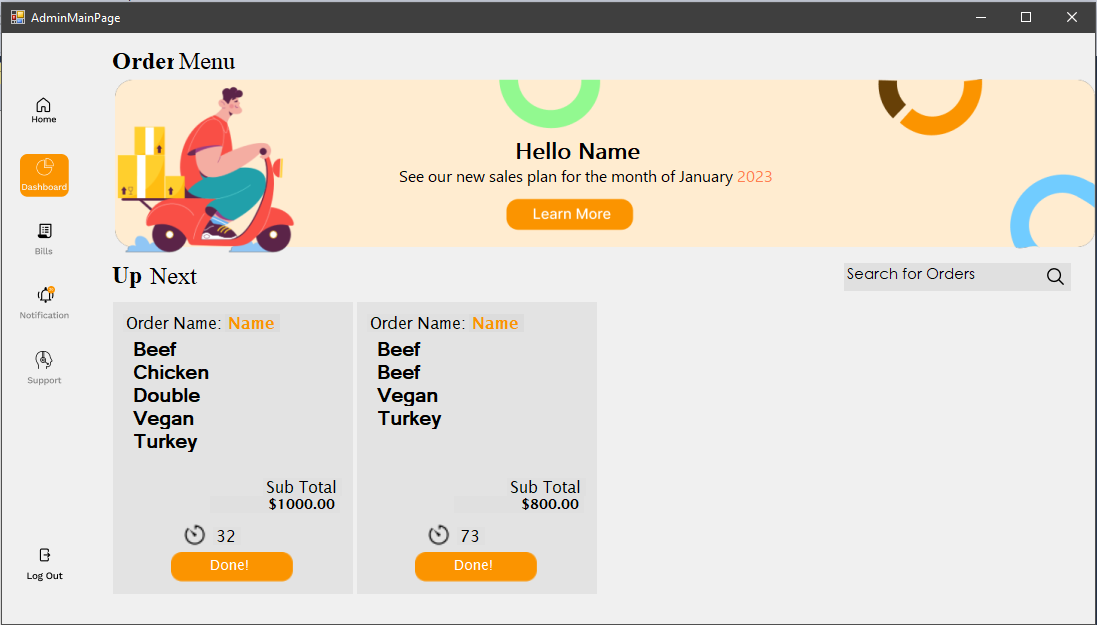 AdminMainPage
Order Menu
Home
Dashboard
Bills
Notification
Support
Log Out
Hello Name
See our new sales plan for the month of January 2023
Learn More
Up Next
Search for Orders
Order Name: Name
Beef
Chicken
Double
Vegan
Turkey
Sub Total
$1000.00
32
Done!
Order Name: Name
Beef
Beef
Vegan
Turkey
Sub Total
$800.00
73
Done!